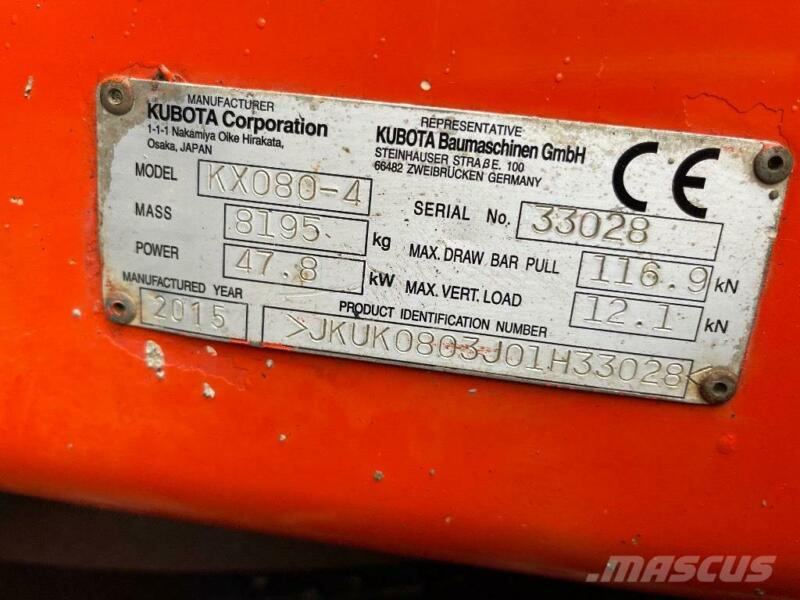 MANUFACTURER
KUBOTA Corporation
1-1-1 Nakamiya Oike Hirakata,
Osaka, JAPAN
REPRESENTATIVE
KUBOTA Baumaschinen GmbH
STEINHAUSER STRAßE. 100
66482 ZWEIBRÜCKEN GERMANY
CE
MODEL KX080-4
SERIAL No. 33028
MASS 8195 kg
MAX. DRAW BAR PULL 116.9 kN
POWER 47.8 kW
MAX. VERT. LOAD 12.1 kN
MANUFACTURED YEAR
2015
PRODUCT IDENTIFICATION NUMBER
>JKUK0803J01H33028<
MASCUS